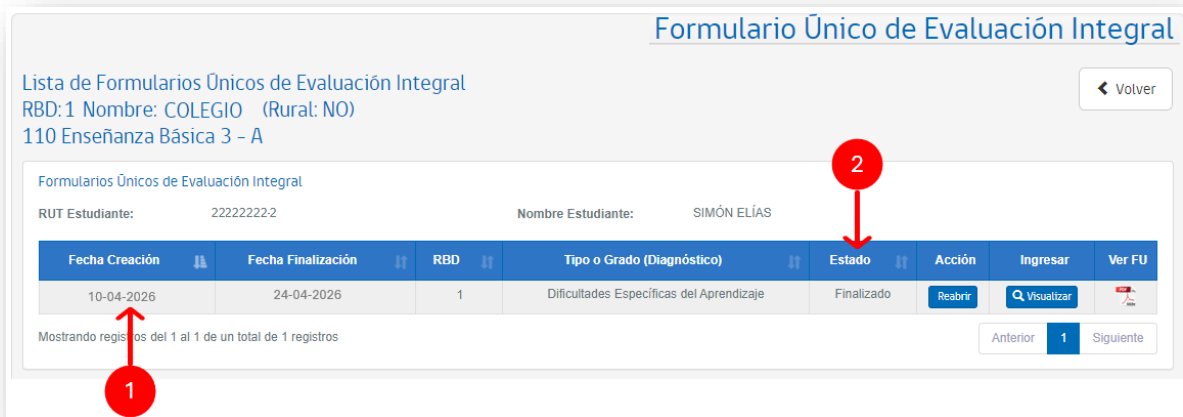 Formulario Único de Evaluación Integral
Lista de Formularios Únicos de Evaluación Integral
RBD: 1 Nombre: COLEGIO (Rural: NO)
110 Enseñanza Básica 3 - A
Volver
2
Formularios Únicos de Evaluación Integral
RUT Estudiante: 22222222-2 Nombre Estudiante: SIMÓN ELÍAS
Fecha Creación Fecha Finalización RBD Tipo o Grado (Diagnóstico) Estado Acción Ingresar Ver FU
10-04-2026 24-04-2026 1 Dificultades Específicas del Aprendizaje Finalizado Reabrir Visualizar
Mostrando registros del 1 al 1 de un total de 1 registros Anterior 1 Siguiente
1